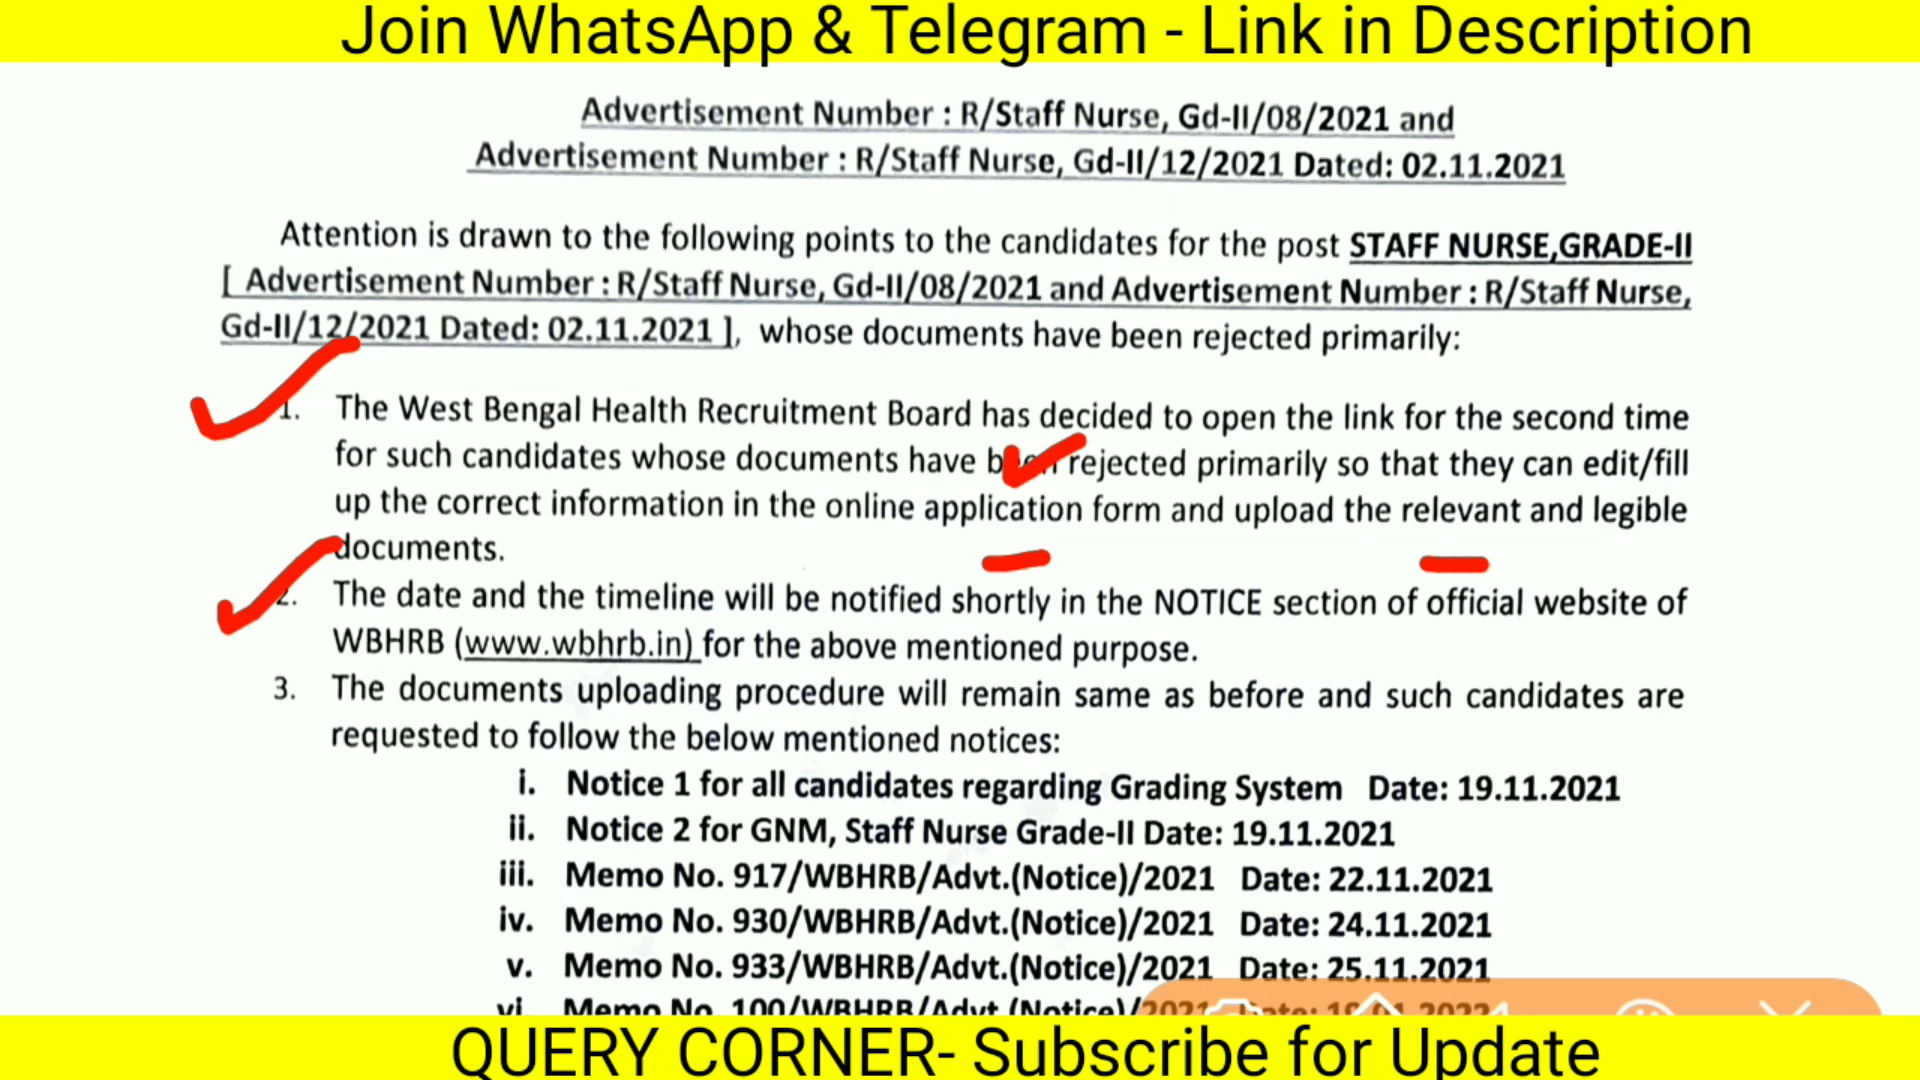 Join WhatsApp & Telegram - Link in Description
Advertisement Number : R/Staff Nurse, Gd-II/08/2021 and
Advertisement Number : R/Staff Nurse, Gd-II/12/2021 Dated: 02.11.2021
Attention is drawn to the following points to the candidates for the post STAFF NURSE,GRADE-II
[ Advertisement Number : R/Staff Nurse, Gd-II/08/2021 and Advertisement Number : R/Staff Nurse,
Gd-II/12/2021 Dated: 02.11.2021 ], whose documents have been rejected primarily:
1. The West Bengal Health Recruitment Board has decided to open the link for the second time
for such candidates whose documents have been rejected primarily so that they can edit/fill
up the correct information in the online application form and upload the relevant and legible
documents.
2. The date and the timeline will be notified shortly in the NOTICE section of official website of
WBHRB (www.wbhrb.in) for the above mentioned purpose.
3. The documents uploading procedure will remain same as before and such candidates are
requested to follow the below mentioned notices:
i. Notice 1 for all candidates regarding Grading System Date: 19.11.2021
ii. Notice 2 for GNM, Staff Nurse Grade-II Date: 19.11.2021
iii. Memo No. 917/WBHRB/Advt.(Notice)/2021 Date: 22.11.2021
iv. Memo No. 930/WBHRB/Advt.(Notice)/2021 Date: 24.11.2021
v. Memo No. 933/WBHRB/Advt.(Notice)/2021 Date: 25.11.2021
vi. Memo No. 100/WBHRB/Advt.(Notice)/
QUERY CORNER- Subscribe for Update